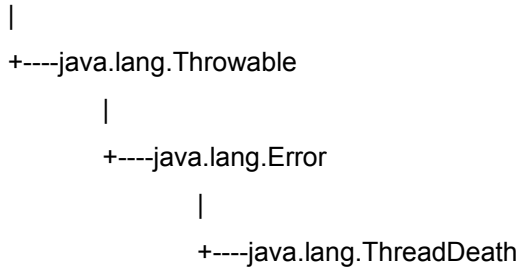 |
+----java.lang.Throwable
|
+----java.lang.Error
|
+----java.lang.ThreadDeath